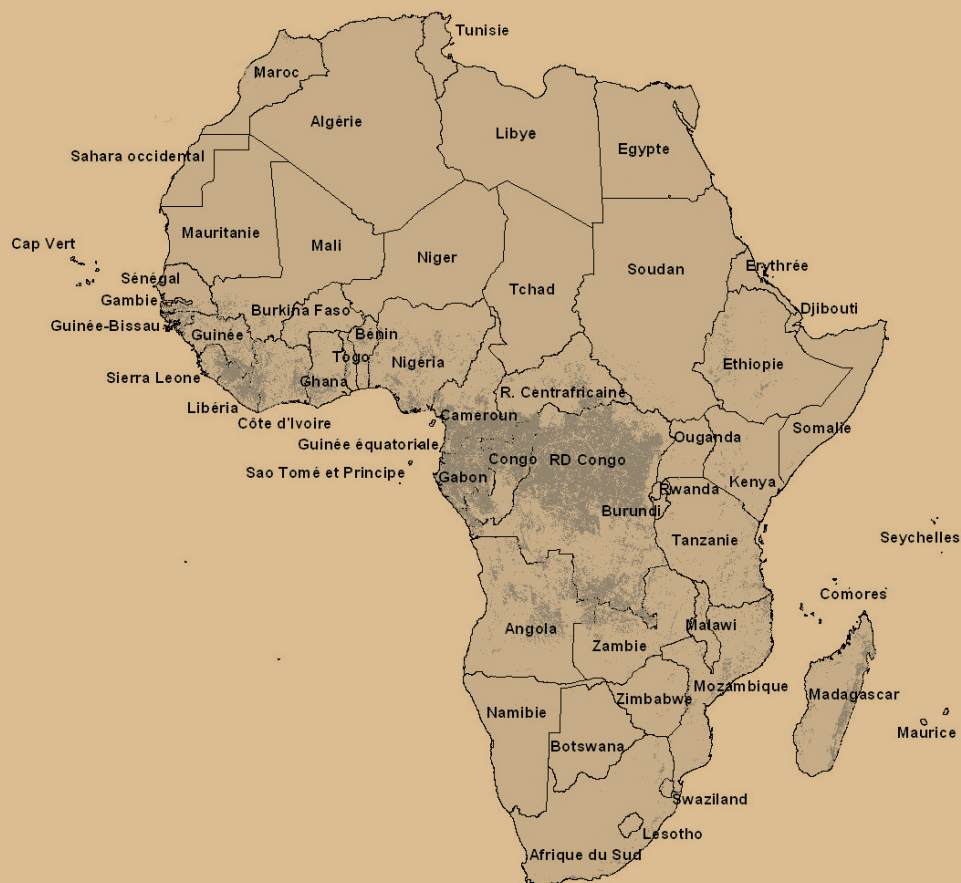 Tunisie
Maroc
Algérie
Libye
Egypte
Sahara occidental
Mauritanie
Mali
Niger
Cap Vert
Soudan
Erythrée
Sénégal
Tchad
Gambie
Burkina Faso
Djibouti
Guinée-Bissau
Guinée
Bénin
Togo
Nigéria
Ethiopie
Sierra Leone
Ghana
R. Centrafricaine
Libéria
Cameroun
Côte d'Ivoire
Somalie
Guinée équatoriale
Ouganda
Congo
RD Congo
Sao Tomé et Principe
Gabon
Kenya
Rwanda
Burundi
Seychelles
Tanzanie
Comores
Angola
Malawi
Zambie
Mozambique
Madagascar
Zimbabwe
Namibie
Maurice
Botswana
Swaziland
Lesotho
Afrique du Sud